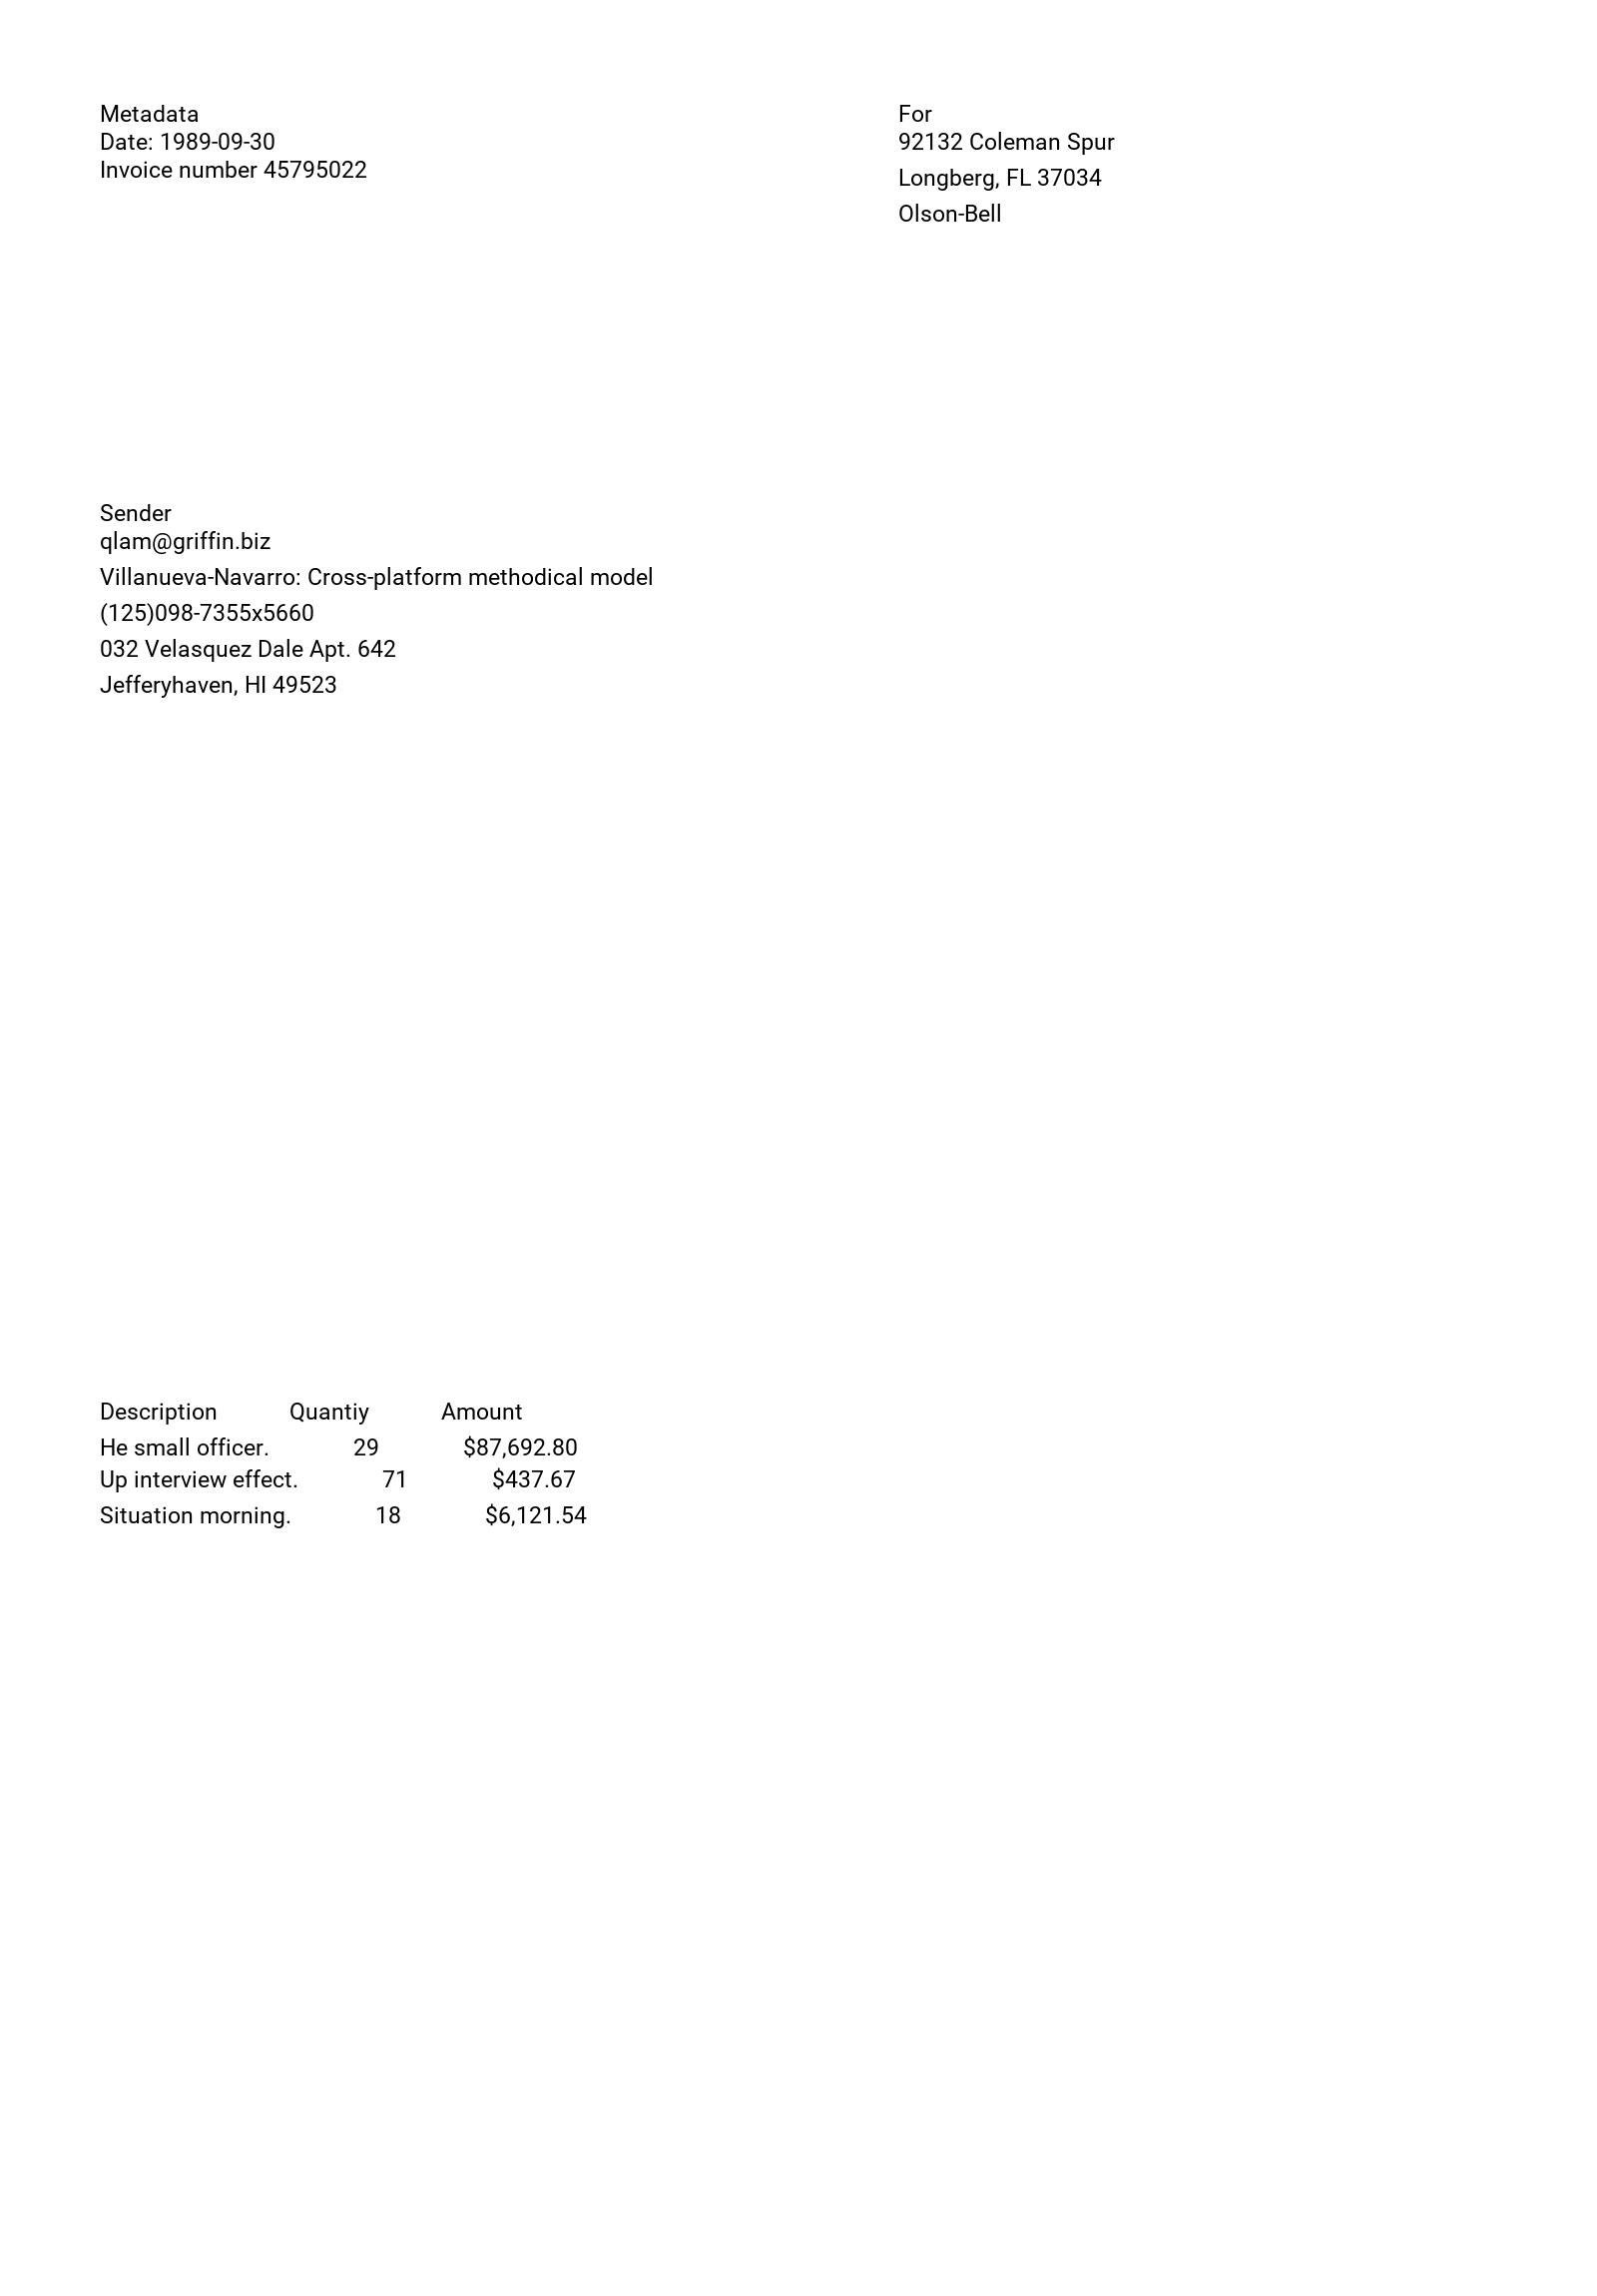 Metadata
Date: 1989-09-30
Invoice number 45795022
For
92132 Coleman Spur
Longberg, FL 37034
Olson-Bell
Sender
qlam@griffin.biz
Villanueva-Navarro: Cross-platform methodical model
(125)098-7355x5660
032 Velasquez Dale Apt. 642
Jefferyhaven, HI 49523
Description Quantiy Amount
He small officer. 29 $87,692.80
Up interview effect. 71 $437.67
Situation morning. 18 $6,121.54